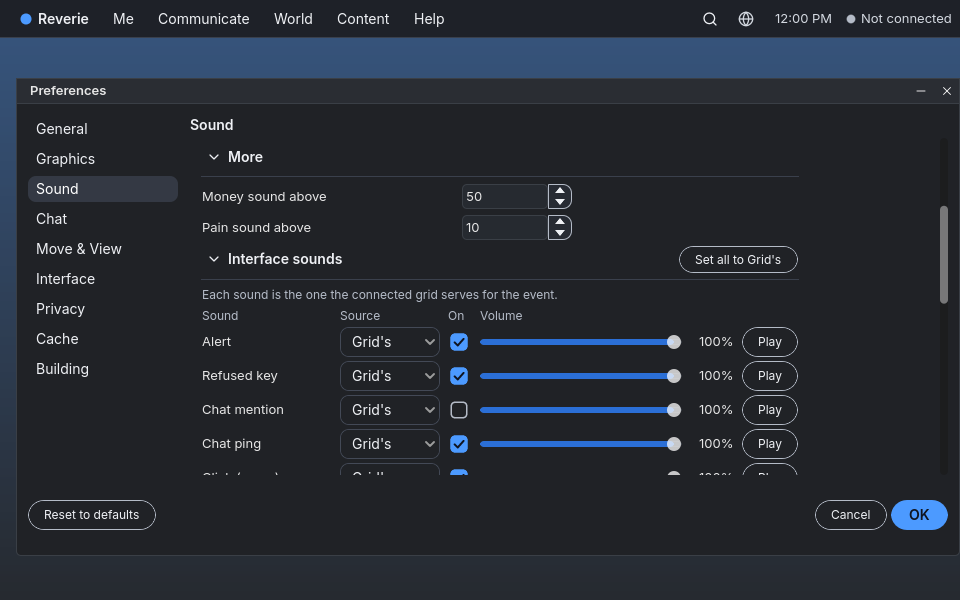 Reverie Me Communicate World Content Help 12:00 PM Not connected
Preferences
General
Graphics
Sound
Chat
Move & View
Interface
Privacy
Cache
Building
Sound
More
Money sound above 50
Pain sound above 10
Interface sounds Set all to Grid's
Each sound is the one the connected grid serves for the event.
Sound Source On Volume
Alert Grid's 100% Play
Refused key Grid's 100% Play
Chat mention Grid's 100% Play
Chat ping Grid's 100% Play
Reset to defaults Cancel OK